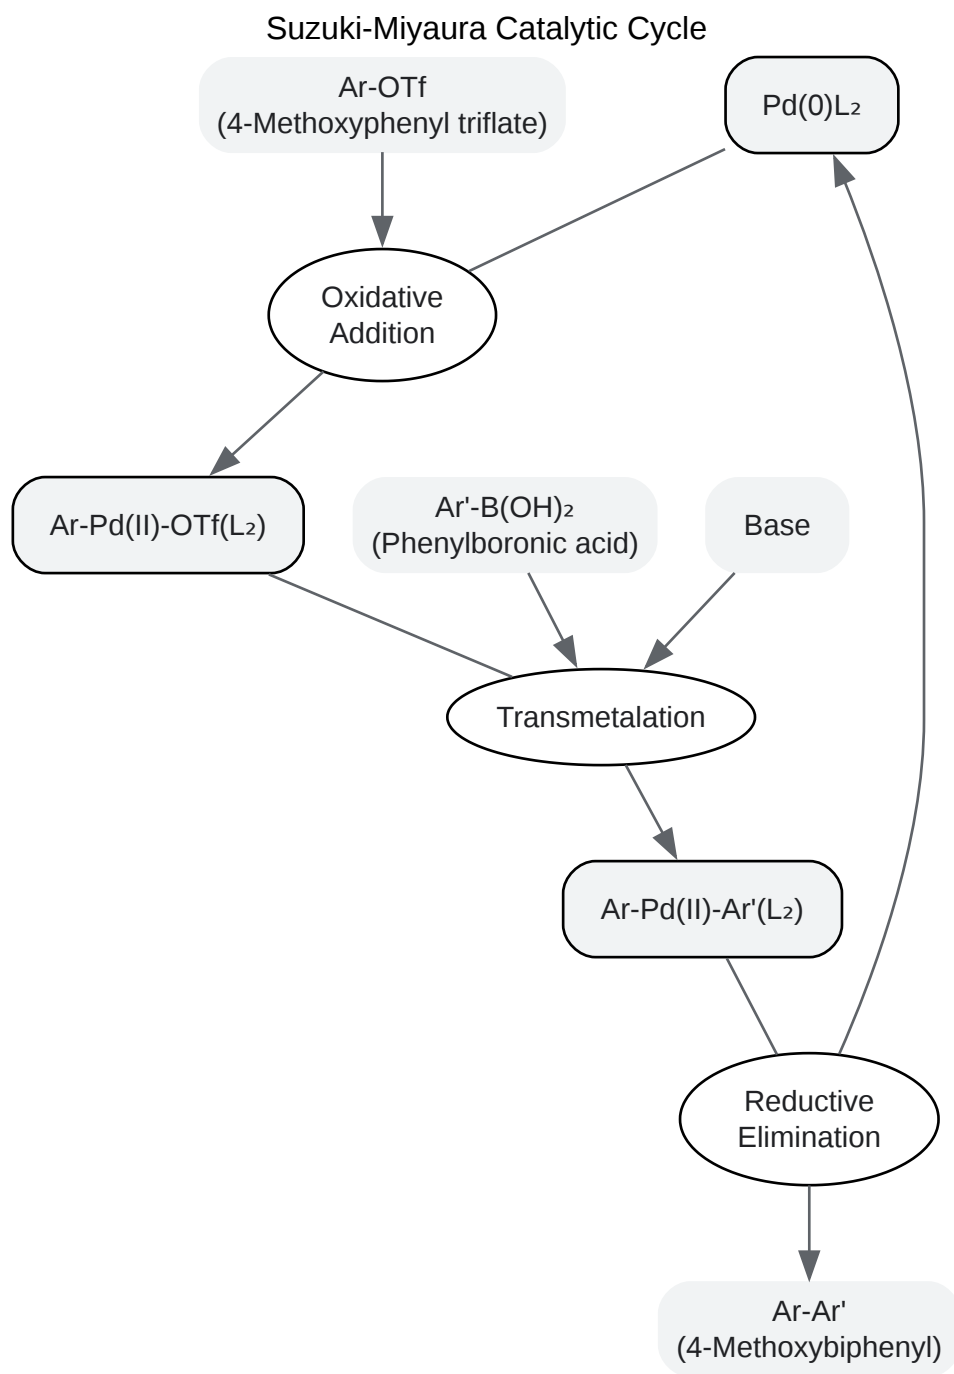 Suzuki-Miyaura Catalytic Cycle
Ar-OTf
(4-Methoxyphenyl triflate)
Pd(0)L₂
Oxidative
Addition
Ar-Pd(II)-OTf(L₂)
Ar'-B(OH)₂
(Phenylboronic acid)
Base
Transmetalation
Ar-Pd(II)-Ar'(L₂)
Reductive
Elimination
Ar-Ar'
(4-Methoxybiphenyl)